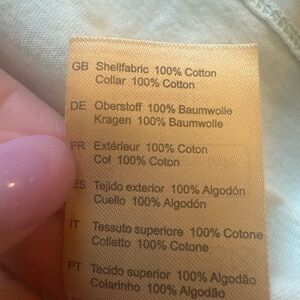 GB Shellfabric 100% Cotton
Collar 100% Cotton
DE Oberstoff 100% Baumwolle
Kragen 100% Baumwolle
FR Extérieur 100% Coton
Col 100% Coton
ES Tejido exterior 100% Algodón
Cuello 100% Algodón
IT Tessuto superiore 100% Cotone
Colletto 100% Cotone
PT Tecido superior 100% Algodão
Colarinho 100% Algodão